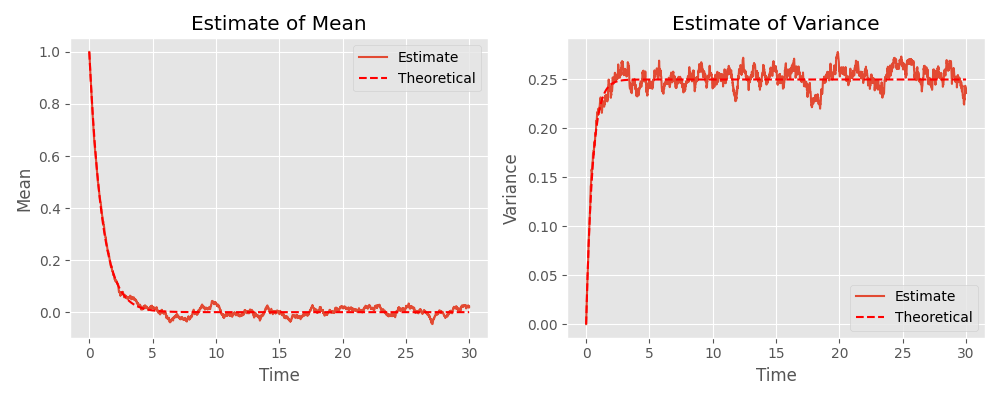 Estimate of Mean
Estimate
Theoretical
1.0
0.8
0.6
0.4
0.2
0.0
Mean
0 5 10 15 20 25 30
Time
Estimate of Variance
0.25
0.20
0.15
0.10
0.05
0.00
Variance
Estimate
Theoretical
0 5 10 15 20 25 30
Time